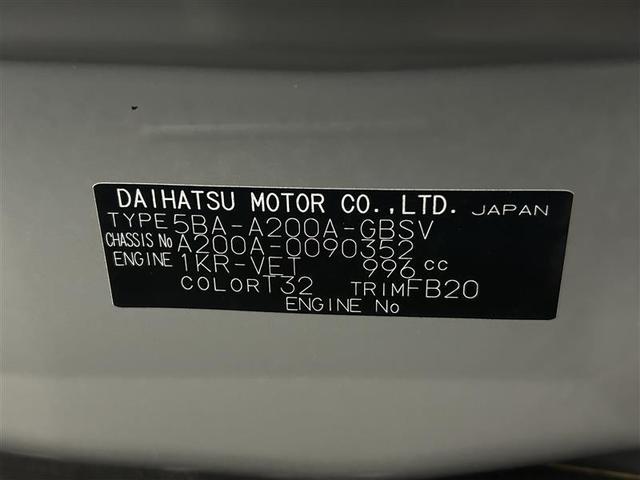 DAIHATSU MOTOR CO.,LTD. JAPAN
TYPE 5BA-A200A-GBSV
CHASSIS No A200A-0090352
ENGINE 1KR-VET 996 cc
COLOR T32 TRIM FB20
ENGINE No